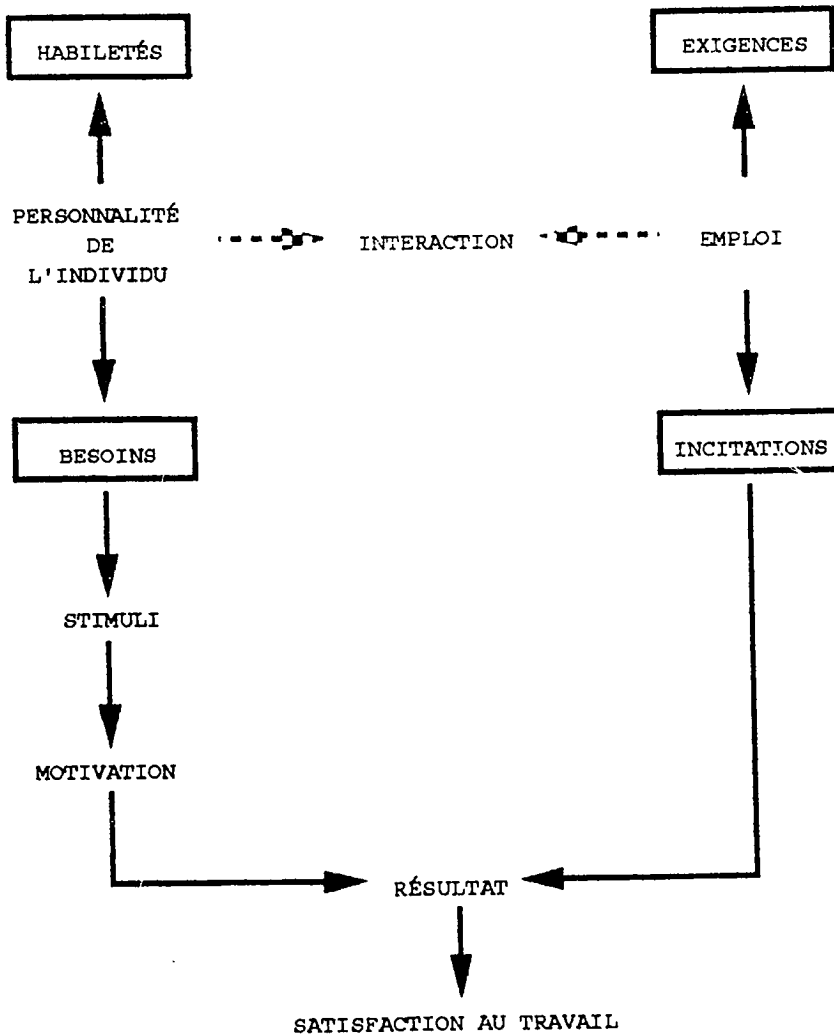 HABILETÉS
EXIGENCES
PERSONNALITÉ
DE
L'INDIVIDU
INTERACTION
EMPLOI
BESOINS
INCITATIONS
STIMULI
MOTIVATION
RÉSULTAT
SATISFACTION AU TRAVAIL